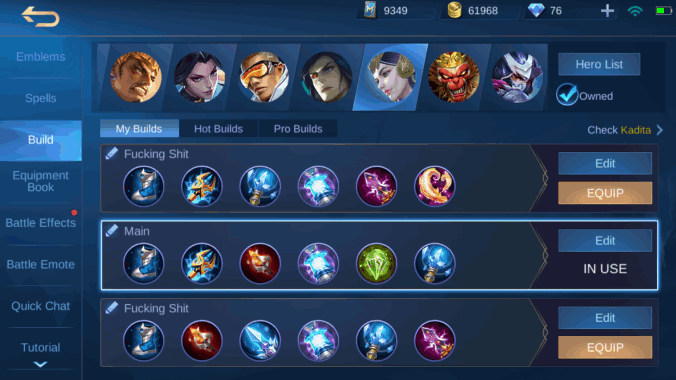 9349
61968
76
Emblems
Spells
Build
Equipment
Book
Battle Effects
Battle Emote
Quick Chat
Tutorial
Hero List
Owned
My Builds
Hot Builds
Pro Builds
Check Kadita
Fucking Shit
Edit
EQUIP
Main
Edit
IN USE
Fucking Shit
Edit
EQUIP